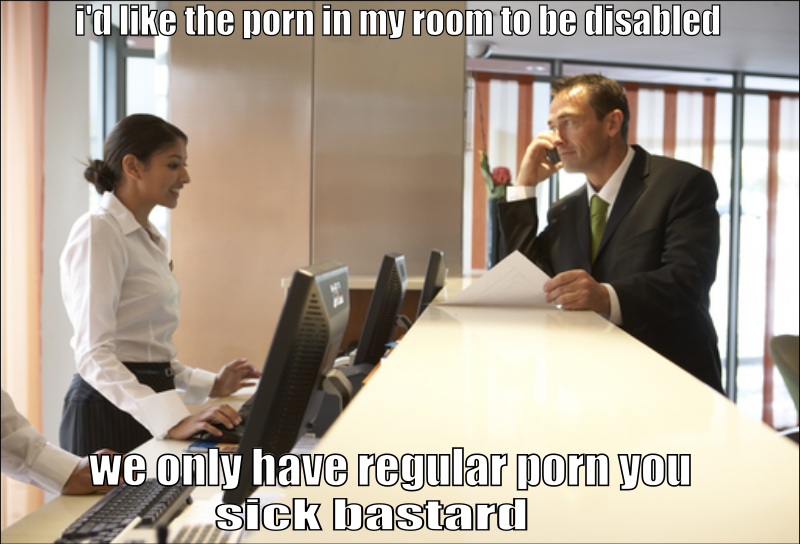 i'd like the porn in my room to be disabled
we only have regular porn you
sick bastard